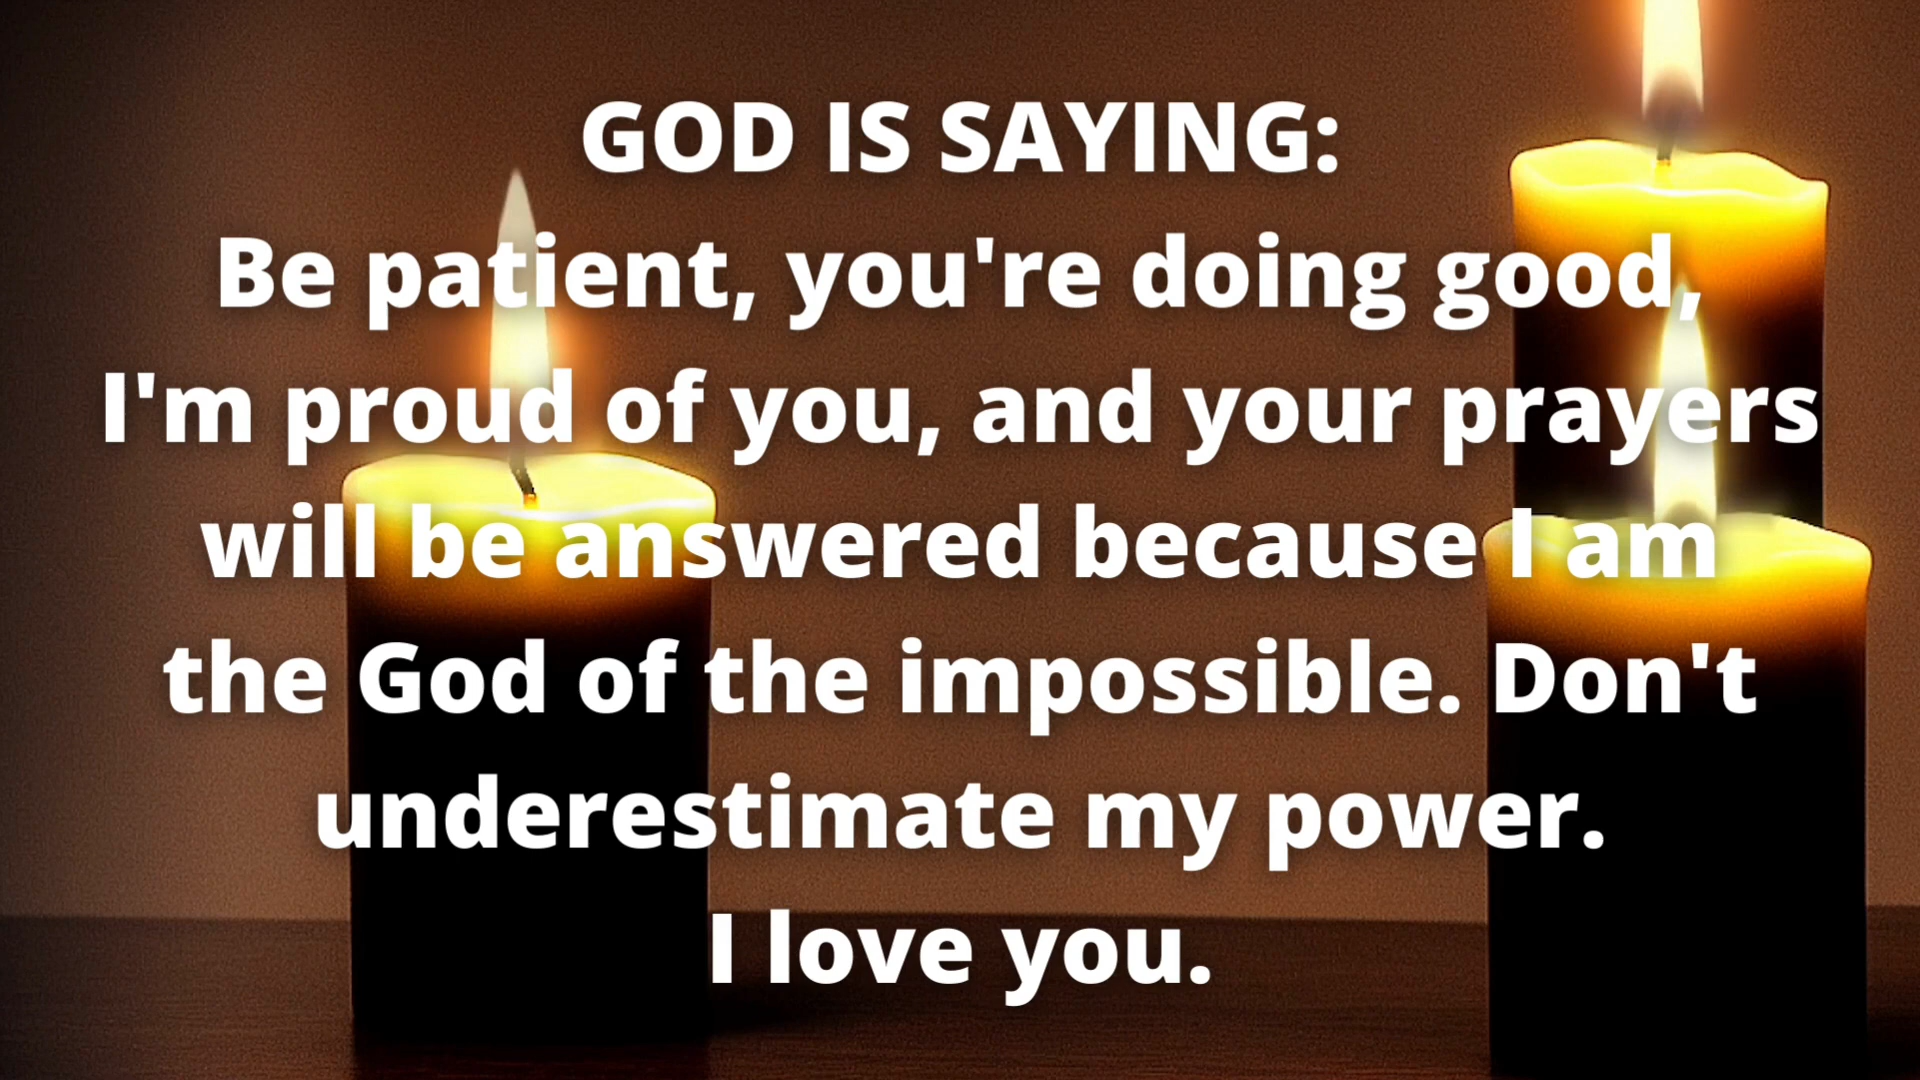 GOD IS SAYING:
Be patient, you're doing good,
I'm proud of you, and your prayers
will be answered because I am
the God of the impossible. Don't
underestimate my power.
I love you.